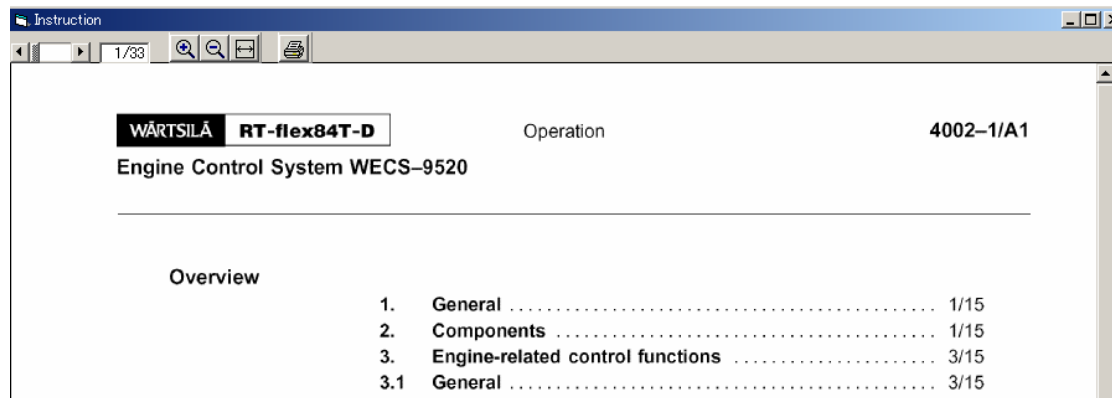 Instruction
1/33
WÄRTSILÄ RT-flex84T-D Operation 4002–1/A1
Engine Control System WECS–9520
Overview
1. General ............................................... 1/15
2. Components .......................................... 1/15
3. Engine-related control functions ...................... 3/15
3.1 General ............................................... 3/15